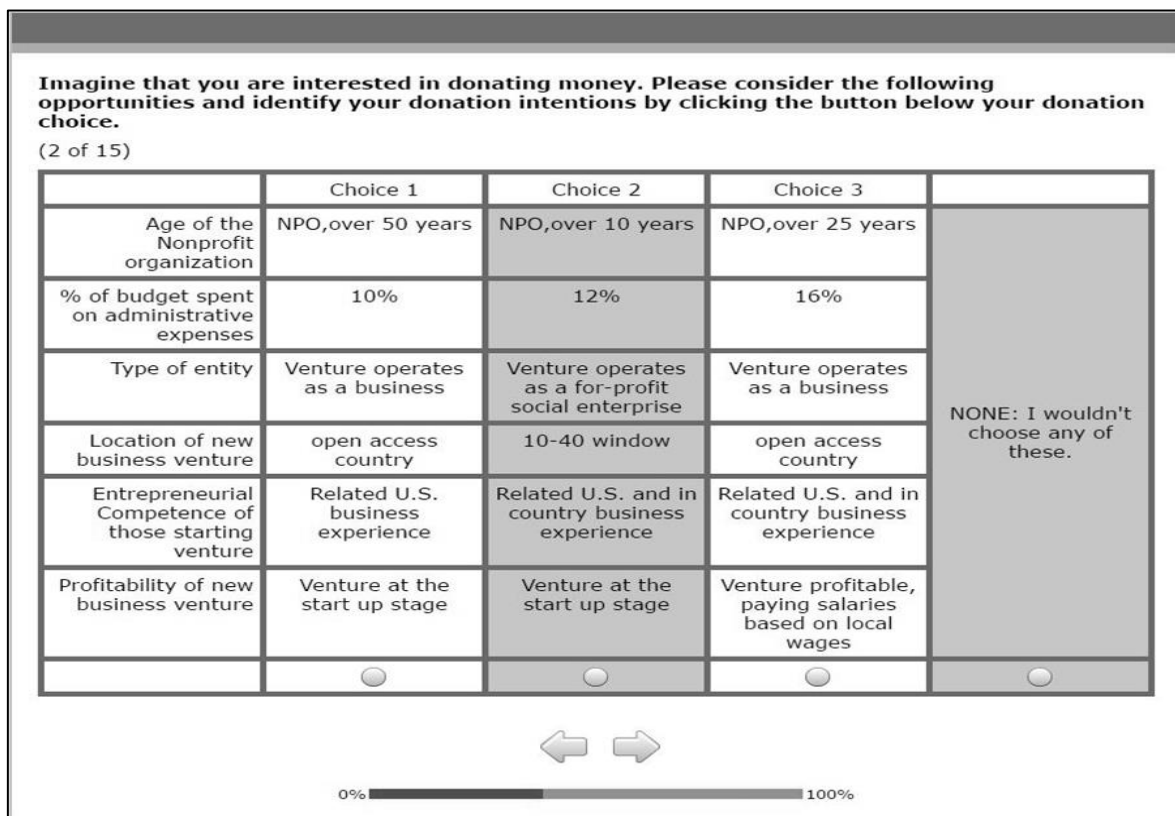 Imagine that you are interested in donating money. Please consider the following
opportunities and identify your donation intentions by clicking the button below your donation
choice.
(2 of 15)
Choice 1
Choice 2
Choice 3
Age of the
Nonprofit
organization
NPO,over 50 years
NPO,over 10 years
NPO,over 25 years
% of budget spent
on administrative
expenses
10%
12%
16%
Type of entity
Venture operates
as a business
Venture operates
as a for-profit
social enterprise
Venture operates
as a business
Location of new
business venture
open access
country
10-40 window
open access
country
Entrepreneurial
Competence of
those starting
venture
Related U.S.
business
experience
Related U.S. and in
country business
experience
Related U.S. and in
country business
experience
Profitability of new
business venture
Venture at the
start up stage
Venture at the
start up stage
Venture profitable,
paying salaries
based on local
wages
NONE: I wouldn't
choose any of
these.
0%
100%